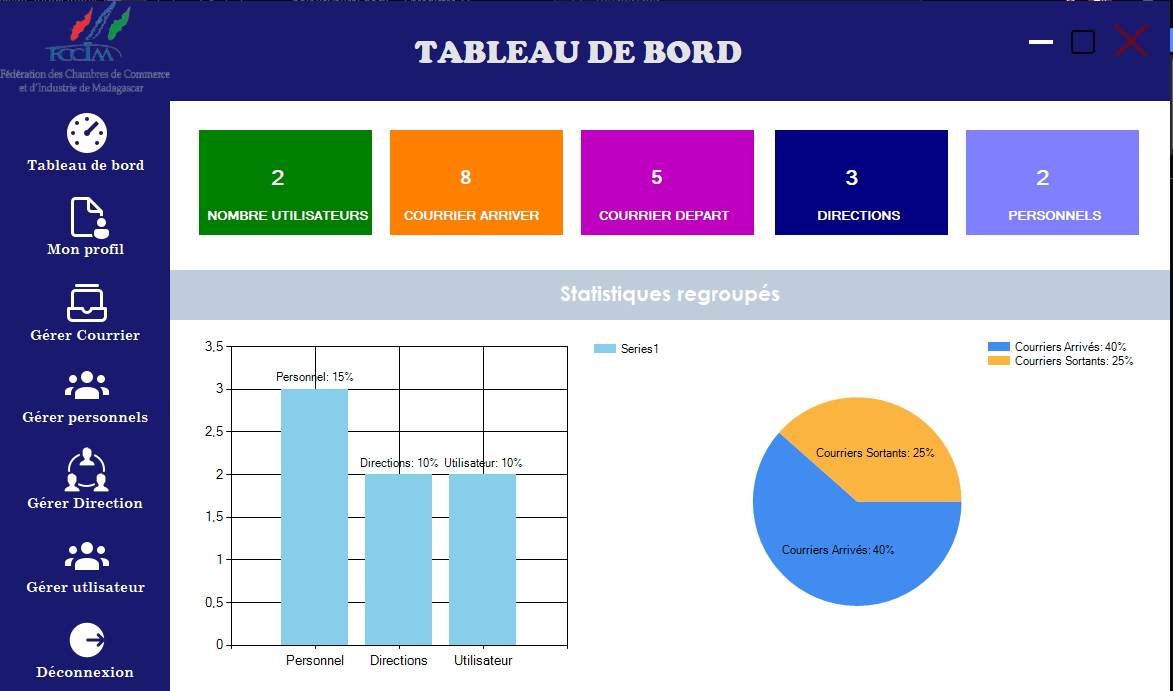 FCCIM
Fédération des Chambres de Commerce
et d'Industrie de Madagascar
TABLEAU DE BORD
Tableau de bord
Mon profil
Gérer Courrier
Gérer personnels
Gérer Direction
Gérer utlisateur
Déconnexion
2
NOMBRE UTILISATEURS
8
COURRIER ARRIVER
5
COURRIER DEPART
3
DIRECTIONS
2
PERSONNELS
Statistiques regroupés
3,5
3
2,5
2
1,5
1
0,5
0
Personnel: 15%
Directions: 10%
Utilisateur: 10%
Personnel
Directions
Utilisateur
Series1
Courriers Arrivés: 40%
Courriers Sortants: 25%
Courriers Sortants: 25%
Courriers Arrivés: 40%